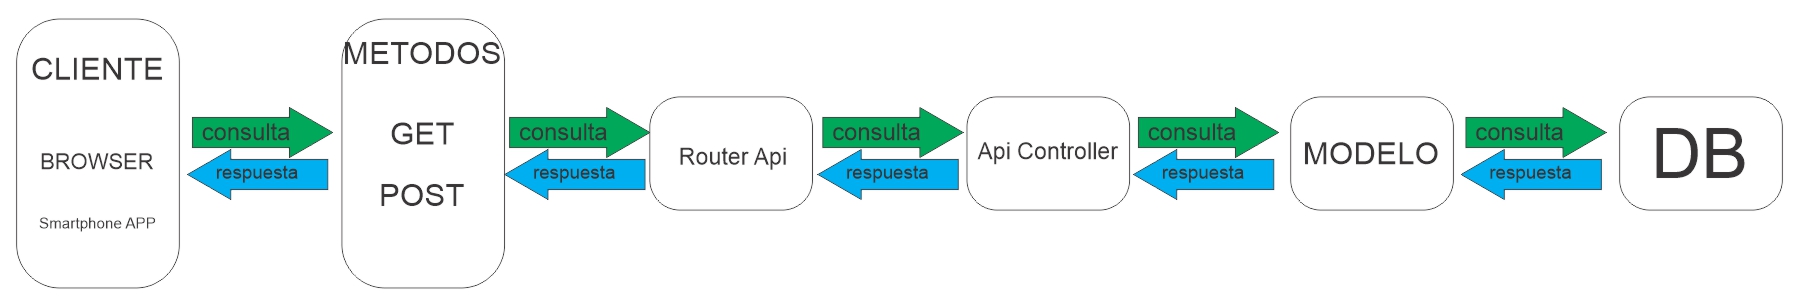 CLIENTE
BROWSER
Smartphone APP
consulta
respuesta
METODOS
GET
POST
consulta
respuesta
Router Api
consulta
respuesta
Api Controller
consulta
respuesta
MODELO
consulta
respuesta
DB